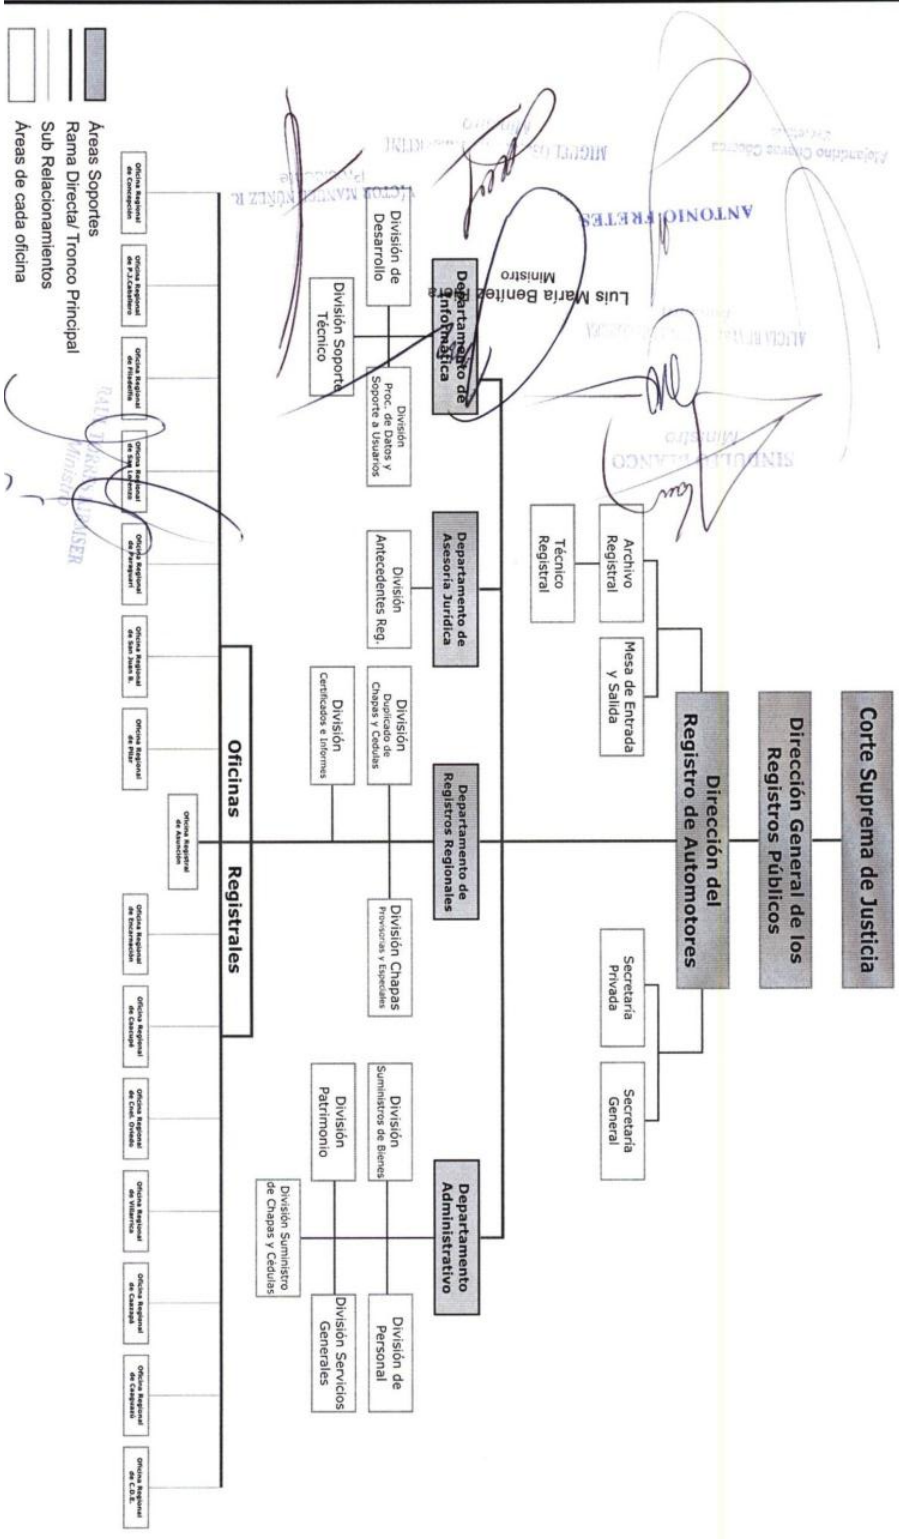 Corte Suprema de Justicia
Dirección General de los
Registros Públicos
Dirección del
Registro de Automotores
Archivo
Registral
Mesa de Entrada
y Salida
Técnico
Registral
Secretaría
Privada
Secretaría
General
Departamento de
Informática
Departamento de
Asesoría Jurídica
Departamento de
Registros Regionales
Departamento
Administrativo
División de
Desarrollo
División
Proc. de Datos y
Soporte a Usuarios
División Soporte
Técnico
División
Antecedentes Reg.
División
Duplicado de
Chapas y Cedulas
División Chapas
Provisorias y Especiales
División
Certificados e Informes
División
Suministros de Bienes
División de
Personal
División
Patrimonio
División Servicios
Generales
División Suministro
de Chapas y Cédulas
Oficinas Registrales
Oficina Registral
de Asunción
Oficina Regional
de Concepción
Oficina Regional
de P.J.Caballero
Oficina Regional
de Filadelfia
Oficina Regional
de San Lorenzo
Oficina Regional
de Paraguari
Oficina Regional
de San Juan B.
Oficina Regional
de Pilar
Oficina Regional
de Encarnación
Oficina Regional
de Caacupé
Oficina Regional
de Cnel. Oviedo
Oficina Regional
de Villarrica
Oficina Regional
de Caazapá
Oficina Regional
de Caaguazú
Oficina Regional
de C.D.E.
Áreas Soportes
Rama Directa/ Tronco Principal
Sub Relacionamientos
Áreas de cada oficina
ANTONIO FRETES
Luis María Benítez Riera
Ministro
SINDULFO BLANCO
Ministro
VÍCTOR MANUEL NÚÑEZ R.
Ministro